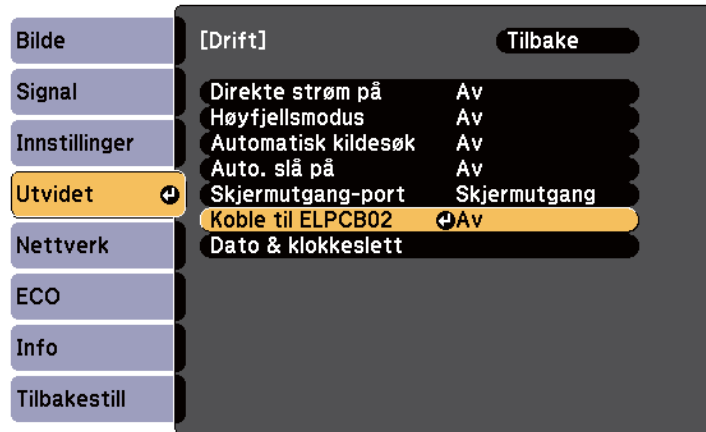 Bilde
Signal
Innstillinger
Utvidet
Nettverk
ECO
Info
Tilbakestill
[Drift] Tilbake
Direkte strøm på Av
Høyfjellsmodus Av
Automatisk kildesøk Av
Auto. slå på Av
Skjermutgang-port Skjermutgang
Koble til ELPCB02 Av
Dato & klokkeslett